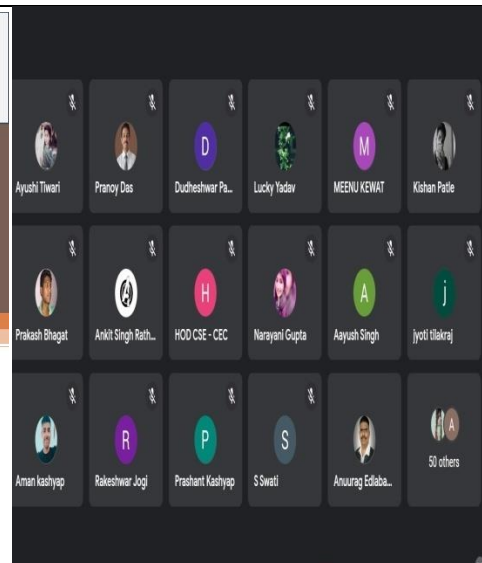 Ayushi Tiwari
Pranoy Das
D
Dudheshwar Pa...
Lucky Yadav
M
MEENU KEWAT
Kishan Patle
Prakash Bhagat
Ankit Singh Rath...
H
HOD CSE - CEC
Narayani Gupta
A
Aayush Singh
j
jyoti tilakraj
Aman kashyap
R
Rakeshwar Jogi
P
Prashant Kashyap
S
S Swati
Anuurag Edlaba...
A
50 others